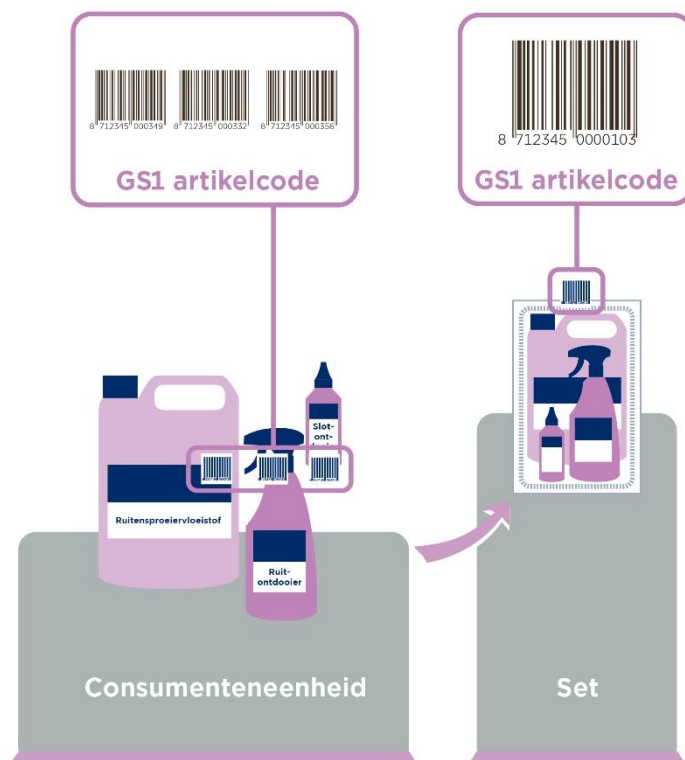 8 712345 000349 8 712345 000332 8 712345 000356
GS1 artikelcode
8 712345 0000103
GS1 artikelcode
Slot-
ont-
Ruitensproeiervloeistof
Ruit-
ontdooier
Consumenteneenheid
Set